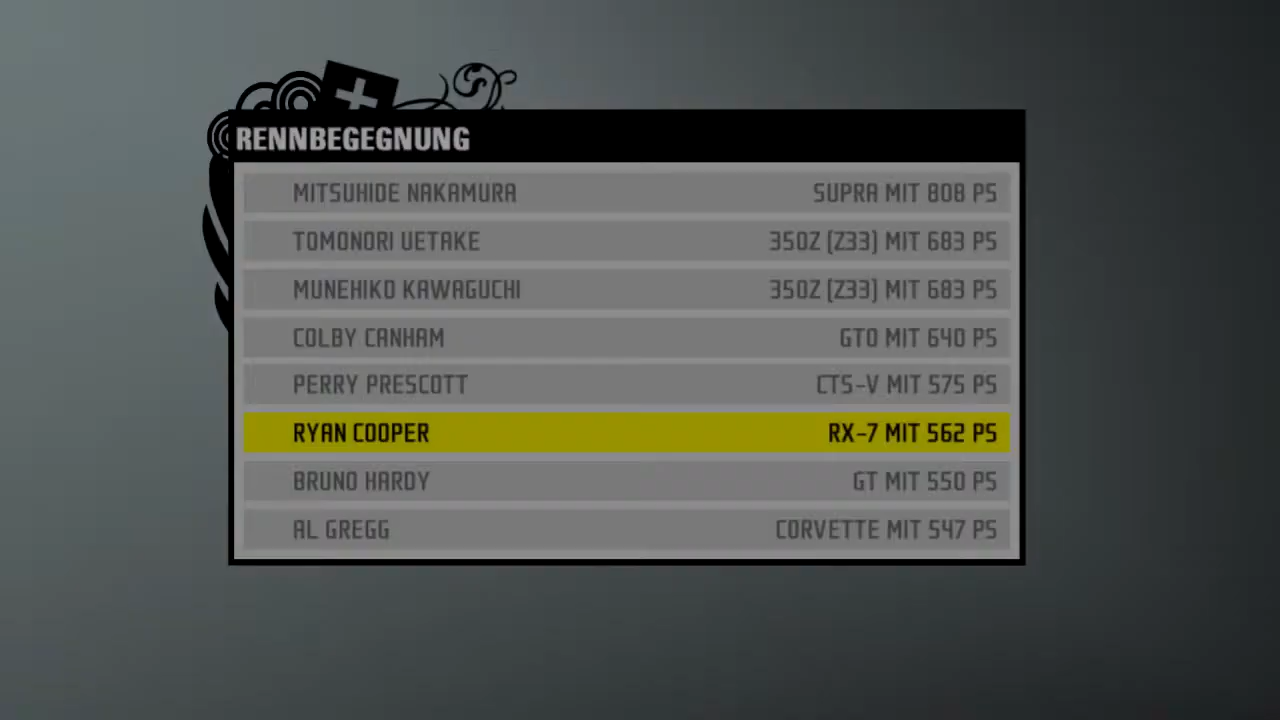 RENNBEGEGNUNG
MITSUHIDE NAKAMURA SUPRA MIT 808 PS
TOMONORI UETAKE 350Z (Z33) MIT 683 PS
MUNEHIKO KAWAGUCHI 350Z (Z33) MIT 683 PS
COLBY CANHAM GTO MIT 640 PS
PERRY PRESCOTT CTS-V MIT 575 PS
RYAN COOPER RX-7 MIT 562 PS
BRUNO HARDY GT MIT 550 PS
AL GREGG CORVETTE MIT 547 PS